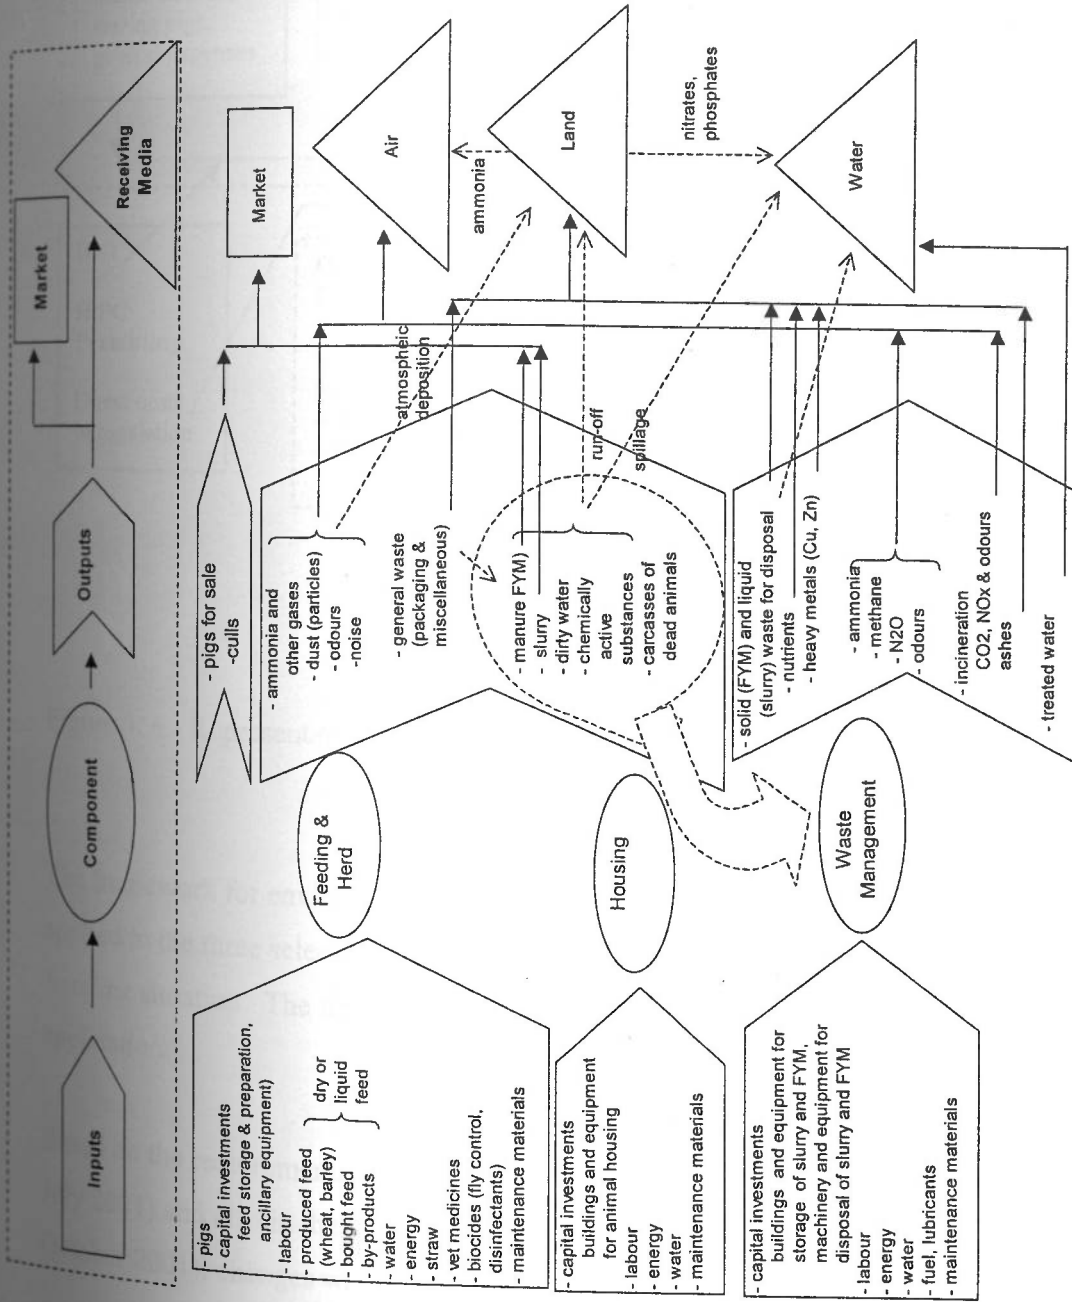 Inputs
Component
Outputs
Market
Receiving
Media
- pigs
- capital investments
feed storage & preparation,
ancillary equipment)
- labour
- produced feed
(wheat, barley)
- bought feed
- by-products
- water
- energy
- straw
- vet medicines
- biocides (fly control,
disinfectants)
- maintenance materials
dry or
liquid
feed
Feeding &
Herd
- pigs for sale
-culls
- ammonia and
other gases
- dust (particles)
- odours
-noise
- general waste
(packaging &
miscellaneous)
- manure FYM)
- slurry
- dirty water
- chemically
active
substances
- carcasses of
dead animals
atmospheic
deposition
run-off
spillage
Market
Air
ammonia
Land
nitrates,
phosphates
Water
- capital investments
buildings and equipment
for animal housing
- labour
- energy
- water
- maintenance materials
Housing
- capital investments
buildings and equipment for
storage of slurry and FYM,
machinery and equipment for
disposal of slurry and FYM
- labour
- energy
- water
- fuel, lubricants
- maintenance materials
Waste
Management
- solid (FYM) and liquid
(slurry) waste for disposal
- nutrients
- heavy metals (Cu, Zn)
- ammonia
- methane
- N2O
- odours
- incineration
CO2, NOx & odours
ashes
- treated water